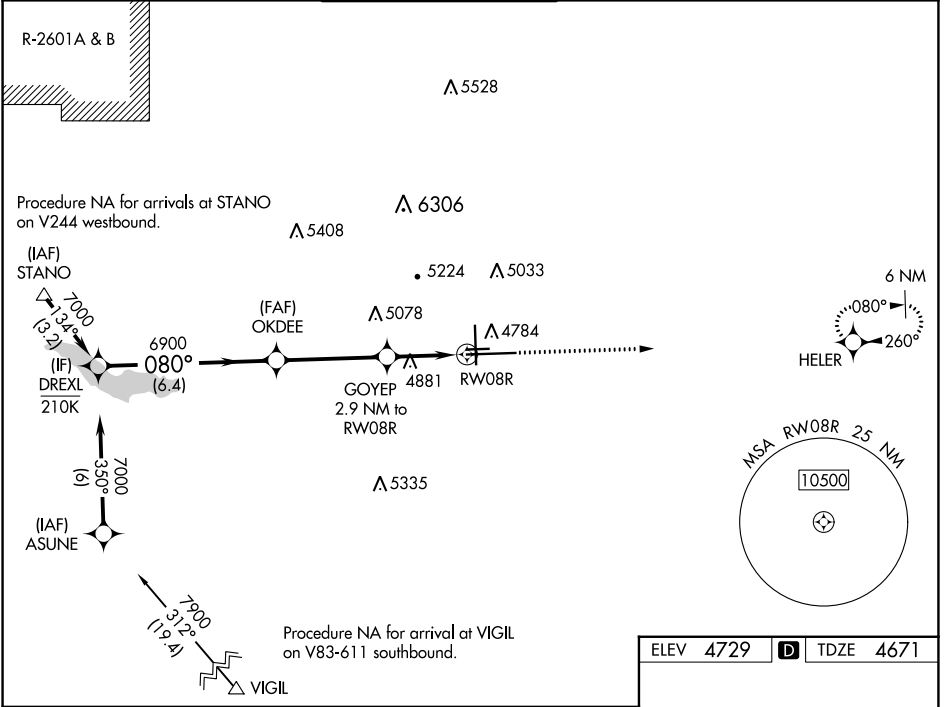 R-2601A & B
5528
Procedure NA for arrivals at STANO
on V244 westbound.
6306
5408
(IAF)
STANO
5224
5033
6 NM
7000
134°
(3.2)
(FAF)
OKDEE
5078
080°
6900
4784
260°
(IF)
DREXL
210K
080°
(6.4)
HELER
4881
RW08R
GOYEP
2.9 NM to
RW08R
MSA RW08R 25 NM
7000
350°
(6)
5335
10500
(IAF)
ASUNE
7900
312°
(19.4)
Procedure NA for arrival at VIGIL
on V83-611 southbound.
ELEV 4729 D TDZE 4671
VIGIL